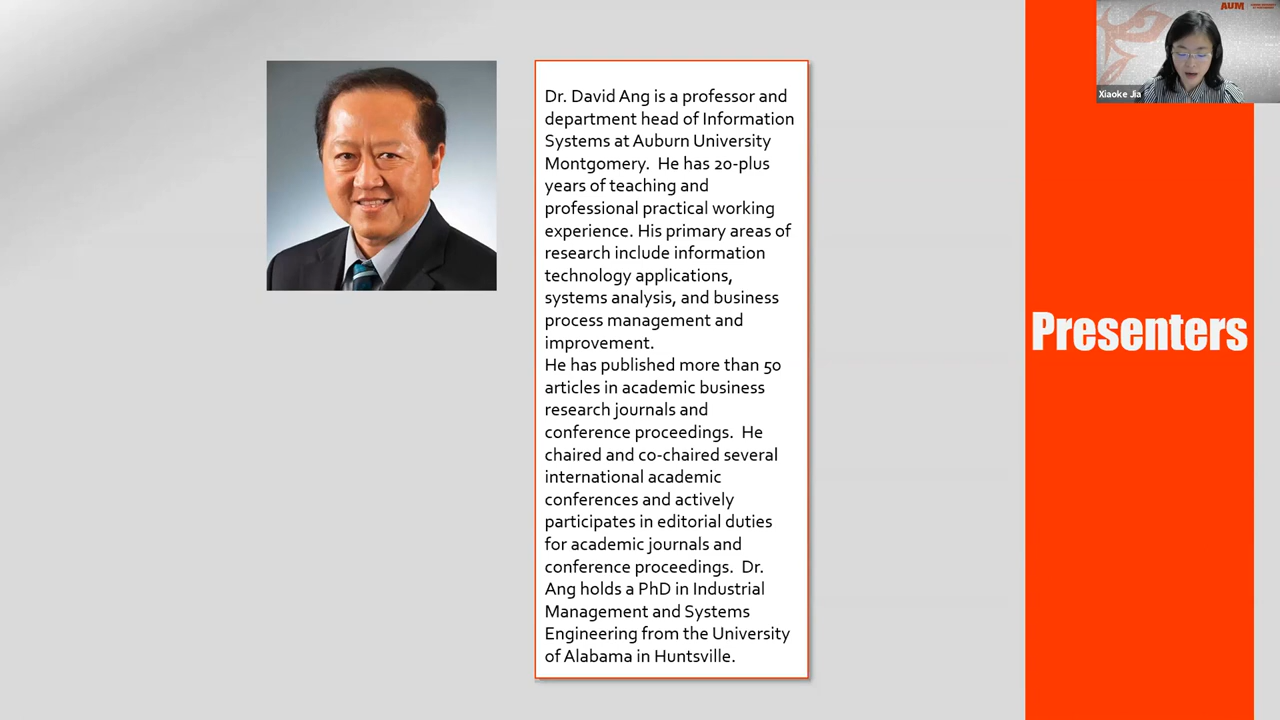 Dr. David Ang is a professor and
department head of Information
Systems at Auburn University
Montgomery.  He has 20-plus
years of teaching and
professional practical working
experience. His primary areas of
research include information
technology applications,
systems analysis, and business
process management and
improvement.
He has published more than 50
articles in academic business
research journals and
conference proceedings.  He
chaired and co-chaired several
international academic
conferences and actively
participates in editorial duties
for academic journals and
conference proceedings.  Dr.
Ang holds a PhD in Industrial
Management and Systems
Engineering from the University
of Alabama in Huntsville.
Presenters
AUM
Xiaoke Jia